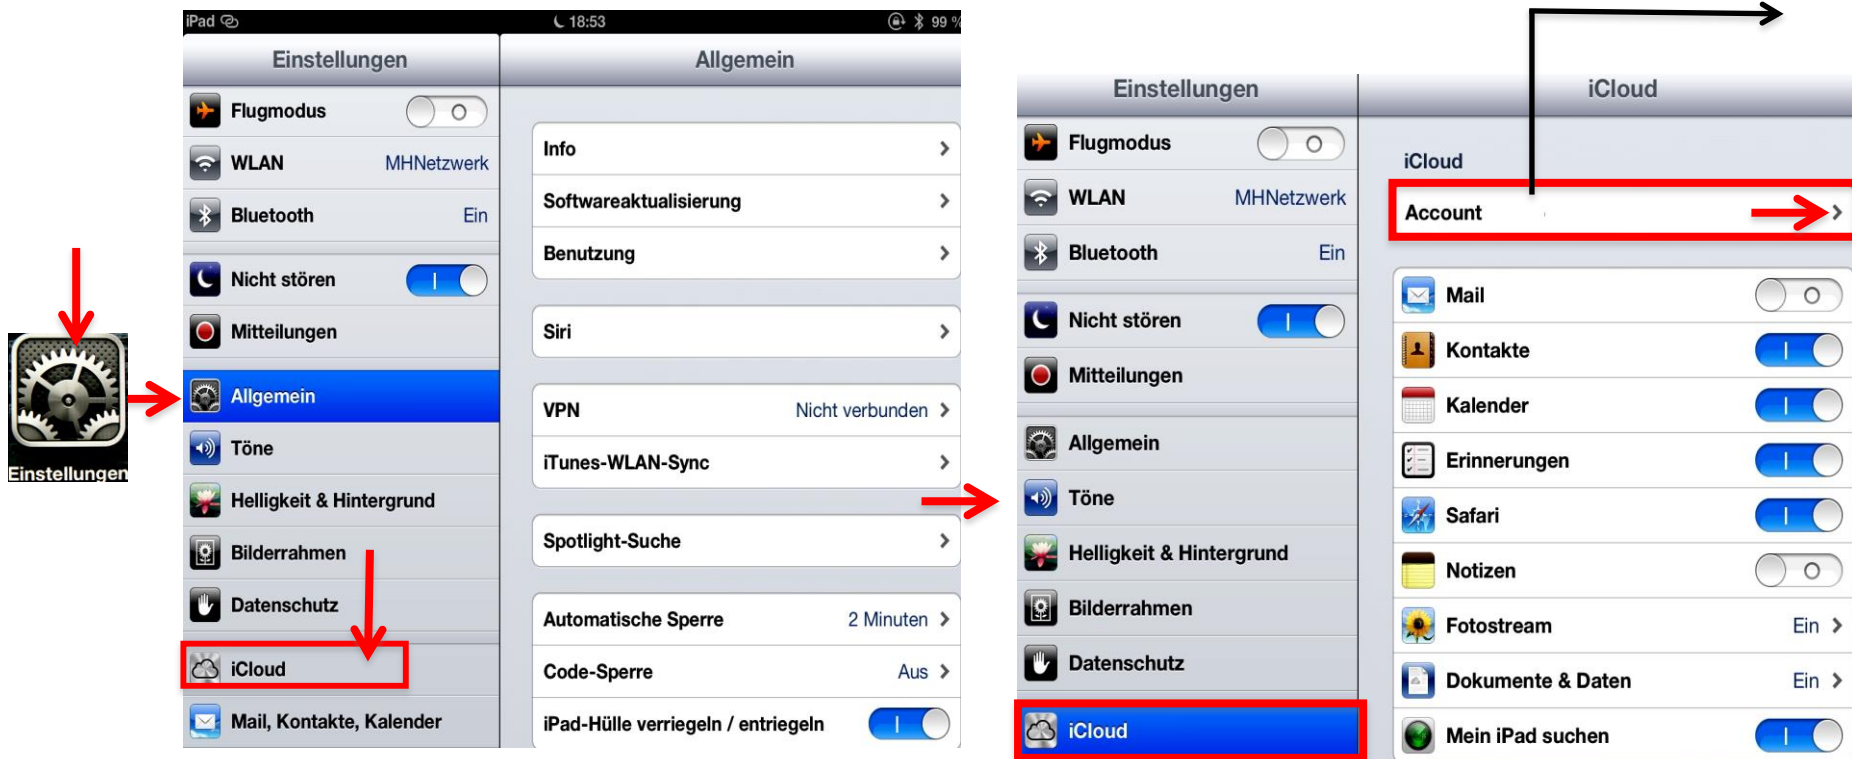 Einstellungen
iPad 18:53 99 %
Einstellungen
Flugmodus
WLAN MHNetzwerk
Bluetooth Ein
Nicht stören
Mitteilungen
Allgemein
Töne
Helligkeit & Hintergrund
Bilderrahmen
Datenschutz
iCloud
Mail, Kontakte, Kalender
Allgemein
Info
Softwareaktualisierung
Benutzung
Siri
VPN Nicht verbunden
iTunes-WLAN-Sync
Spotlight-Suche
Automatische Sperre 2 Minuten
Code-Sperre Aus
iPad-Hülle verriegeln / entriegeln
Einstellungen
Flugmodus
WLAN MHNetzwerk
Bluetooth Ein
Nicht stören
Mitteilungen
Allgemein
Töne
Helligkeit & Hintergrund
Bilderrahmen
Datenschutz
iCloud
iCloud
iCloud
Account
Mail
Kontakte
Kalender
Erinnerungen
Safari
Notizen
Fotostream Ein
Dokumente & Daten Ein
Mein iPad suchen